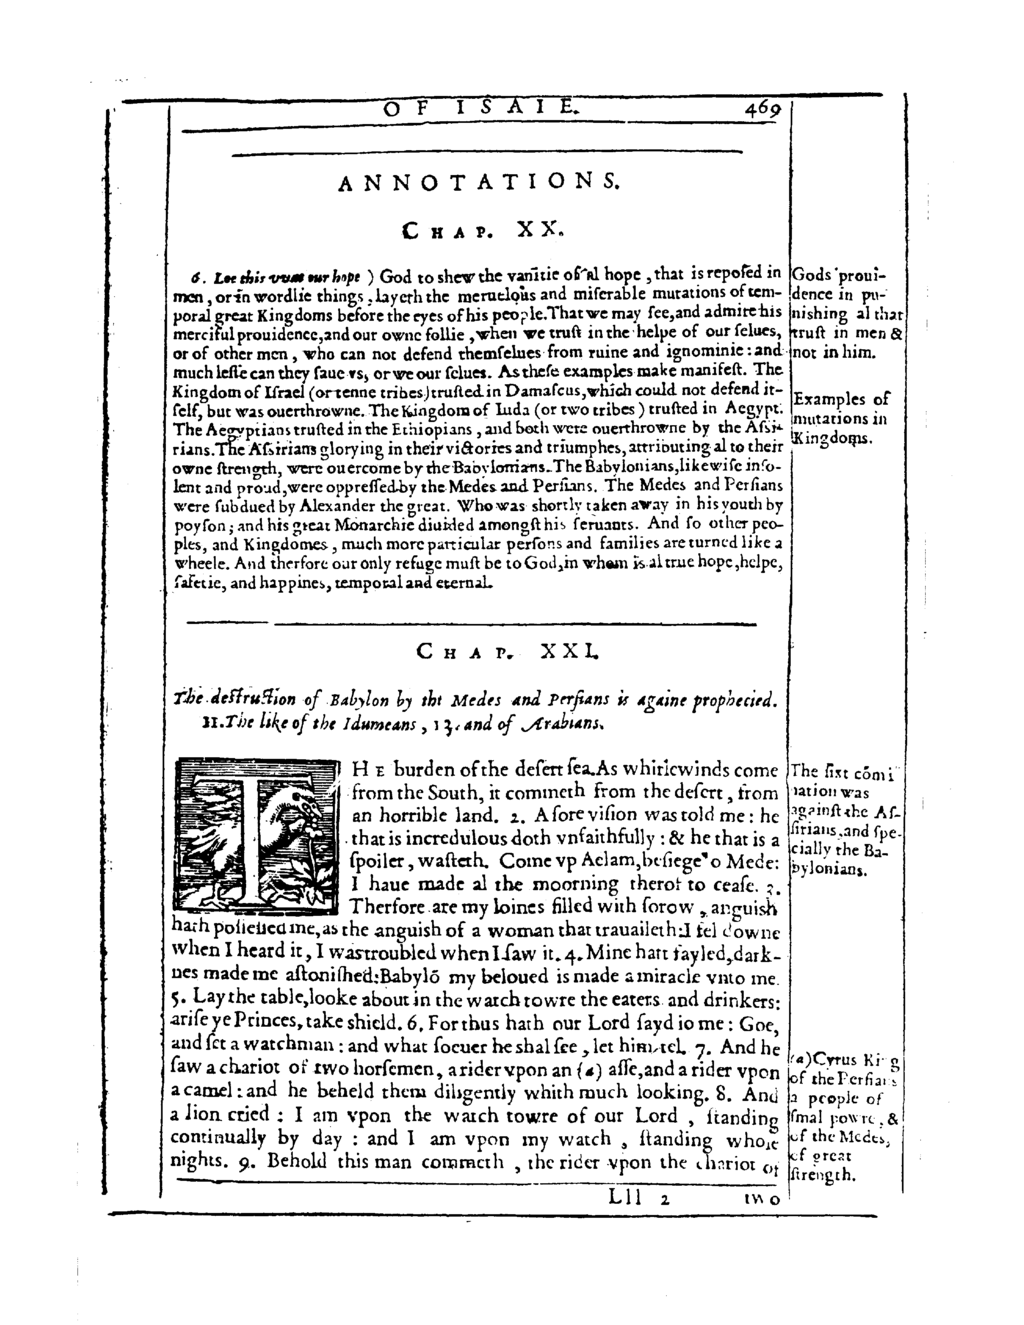 OF ISAIE. 469
ANNOTATIONS.
CHAP. XX.
6. Loe this was our hope ) God to shew the vanitie of al hope , that is reposed in
men , or in wordlie things , layeth the meruelous and miserable mutations of tem-
poral great Kingdoms before the eyes of his people.That we may see,and admire his
merciful prouidence,and our owne follie , when we trust in the helpe of our selues,
or of other men , who can not defend themselues from ruine and ignominie : and
much lesse can they saue vs, or we our selues. As these examples make manifest. The
Kingdom of Israel (or tenne tribes) trusted in Damascus,which could not defend it-
self, but was ouerthrowne. The Kingdom of Iuda (or two tribes ) trusted in Aegypt.
The Aegyptians trusted in the Ethiopians , and both were ouerthrowne by the Assi-
rians.The Assirians glorying in their victories and triumphes, attributing al to their
owne strength, were ouercome by the Babylonians.The Babylonians,likewise inso-
lent and proud,were oppressed by the Medes and Persians. The Medes and Persians
were subdued by Alexander the great. Who was shortly taken away in his youth by
poyson ; and his great Monarchie diuided amongst his seruants. And so other peo-
ples, and Kingdomes , much more particular persons and families are turned like a
wheele. And therfore our only refuge must be to God,in whom is al true hope,helpe,
safetie, and happines, temporal and eternal.
Gods proui-
dence in pu-
nishing al that
trust in men &
not in him.
Examples of
mutations in
Kingdoms.
CHAP. XXI.
The destruction of Babylon by the Medes and Persians is againe prophecied.
11.The like of the Idumeans , 13. and of Arabians.
THE burden of the desert sea.As whirlewinds come
from the South, it commeth from the desert , from
an horrible land. 2. A sore vision was told me : he
that is incredulous doth vnfaithfully : & he that is a
spoiler , wasteth. Come vp Aelam,besiege o Mede:
I haue made al the moorning therof to cease. 3.
Therfore are my loines filled with sorow , anguish
hath possessed me,as the anguish of a woman that trauaileth:I fel downe
when I heard it , I was troubled when I saw it. 4. Mine hart fayled,dark-
nes made me astonished:Babylō my beloued is made a miracle vnto me.
5. Lay the table,looke about in the watch towre the eaters and drinkers:
arise ye Princes, take shield. 6. For thus hath our Lord sayd to me : Goe,
and set a watchman : and what soeuer he shal see , let him tel. 7. And he
saw a chariot of two horsemen , a rider vpon an (a) asse,and a rider vpon
a camel : and he beheld them diligently whith much looking. 8. And
a lion cried : I am vpon the watch towre of our Lord , standing
continually by day : and I am vpon my watch , standing whole
nights. 9. Behold this man commeth , the rider vpon the chariot of
The first cōmi
nation was
against the As-
sirians,and spe-
cially the Ba-
bylonians.
(a)Cyrus King
of the Persians
a people of
smal powre, &
of the Medes,
of great
strength.
Lll 2 two